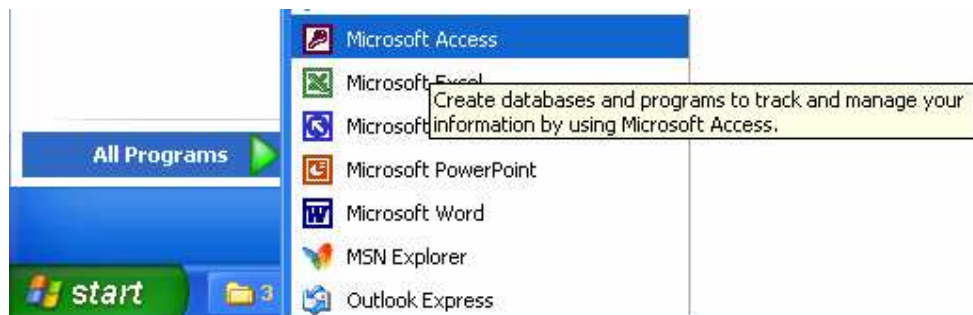 Microsoft Access
Microsoft Excel
Create databases and programs to track and manage your
Microsoft
information by using Microsoft Access.
All Programs
Microsoft PowerPoint
Microsoft Word
MSN Explorer
start
3
Outlook Express